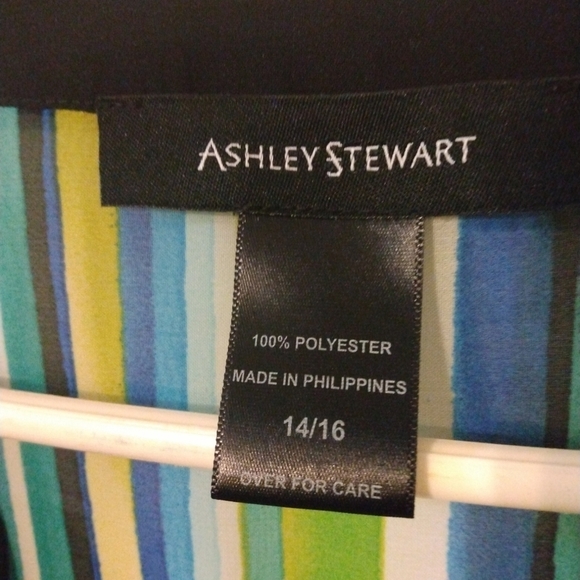 ASHLEY STEWART
100% POLYESTER
MADE IN PHILIPPINES
14/16
OVER FOR CARE